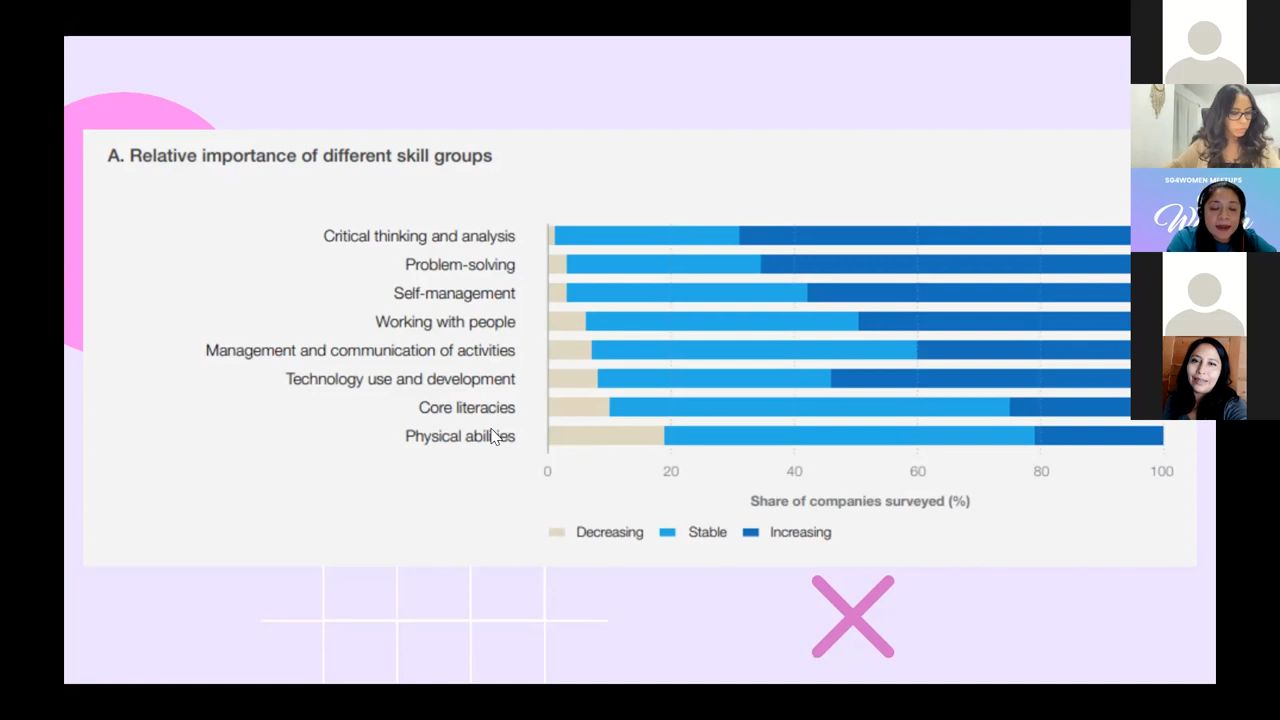 A. Relative importance of different skill groups
Critical thinking and analysis
Problem-solving
Self-management
Working with people
Management and communication of activities
Technology use and development
Core literacies
Physical abilities
0 20 40 60 80 100
Share of companies surveyed (%)
Decreasing Stable Increasing
SG4WOMEN MEETUPS